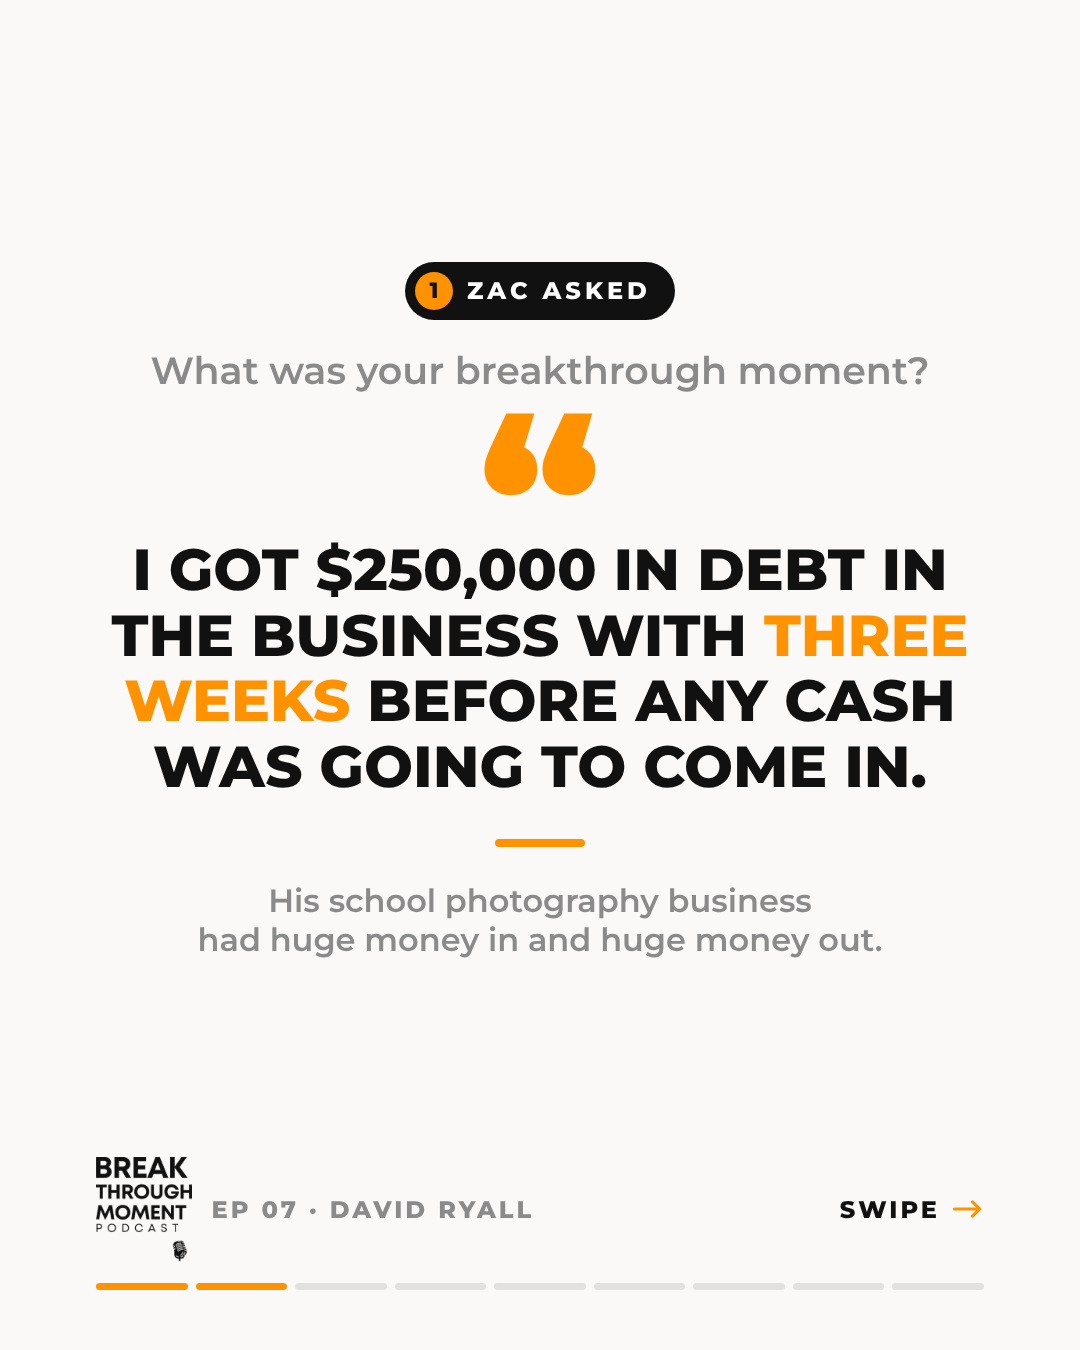 1 ZAC ASKED
What was your breakthrough moment?
“
I GOT $250,000 IN DEBT IN
THE BUSINESS WITH THREE
WEEKS BEFORE ANY CASH
WAS GOING TO COME IN.
His school photography business
had huge money in and huge money out.
BREAK
THROUGH
MOMENT
PODCAST
EP 07 · DAVID RYALL
SWIPE →